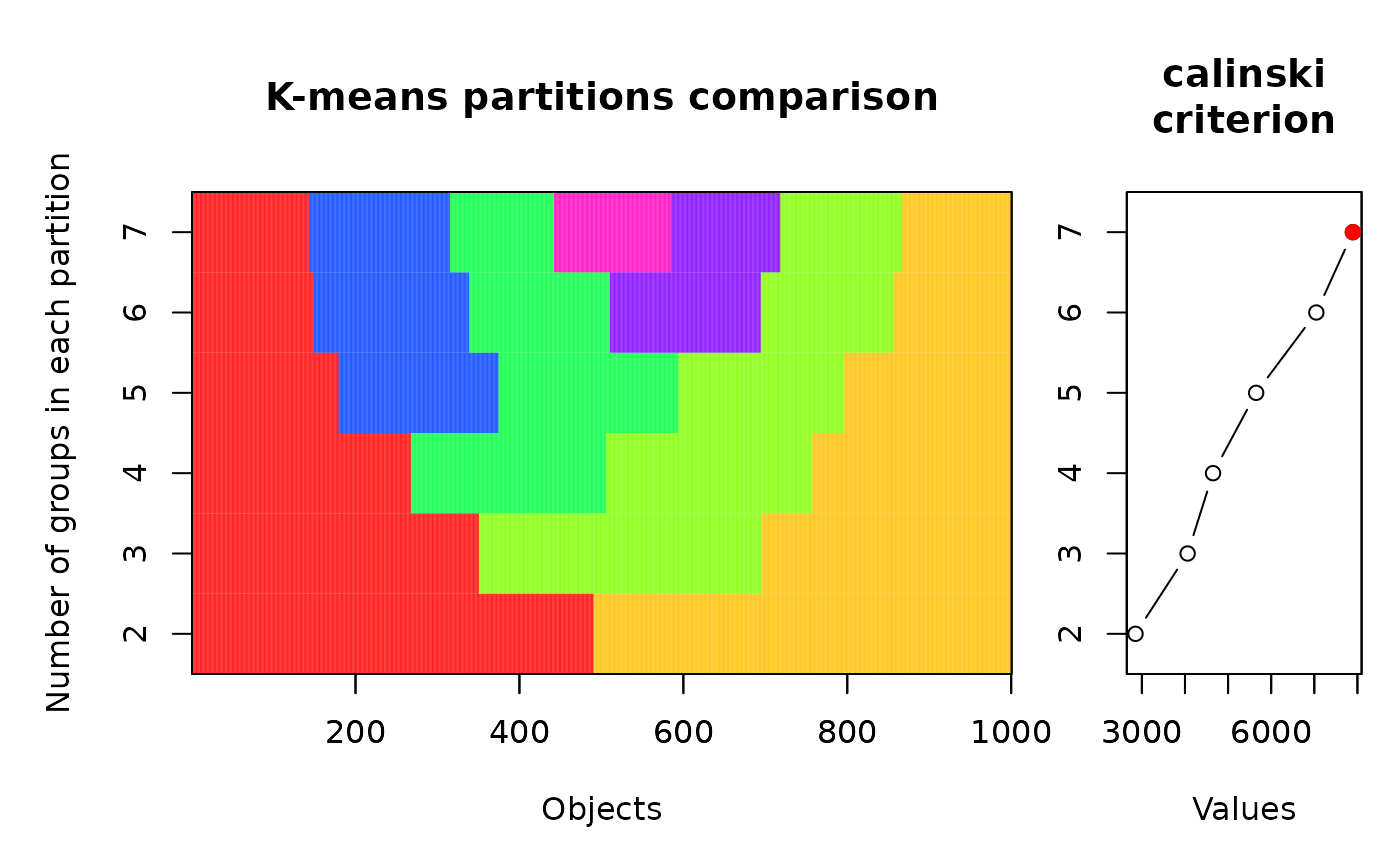 K-means partitions comparison
calinski
criterion
Number of groups in each partition
7
6
5
4
3
2
200 400 600 800 1000
Objects
7
6
5
4
3
2
3000 6000
Values